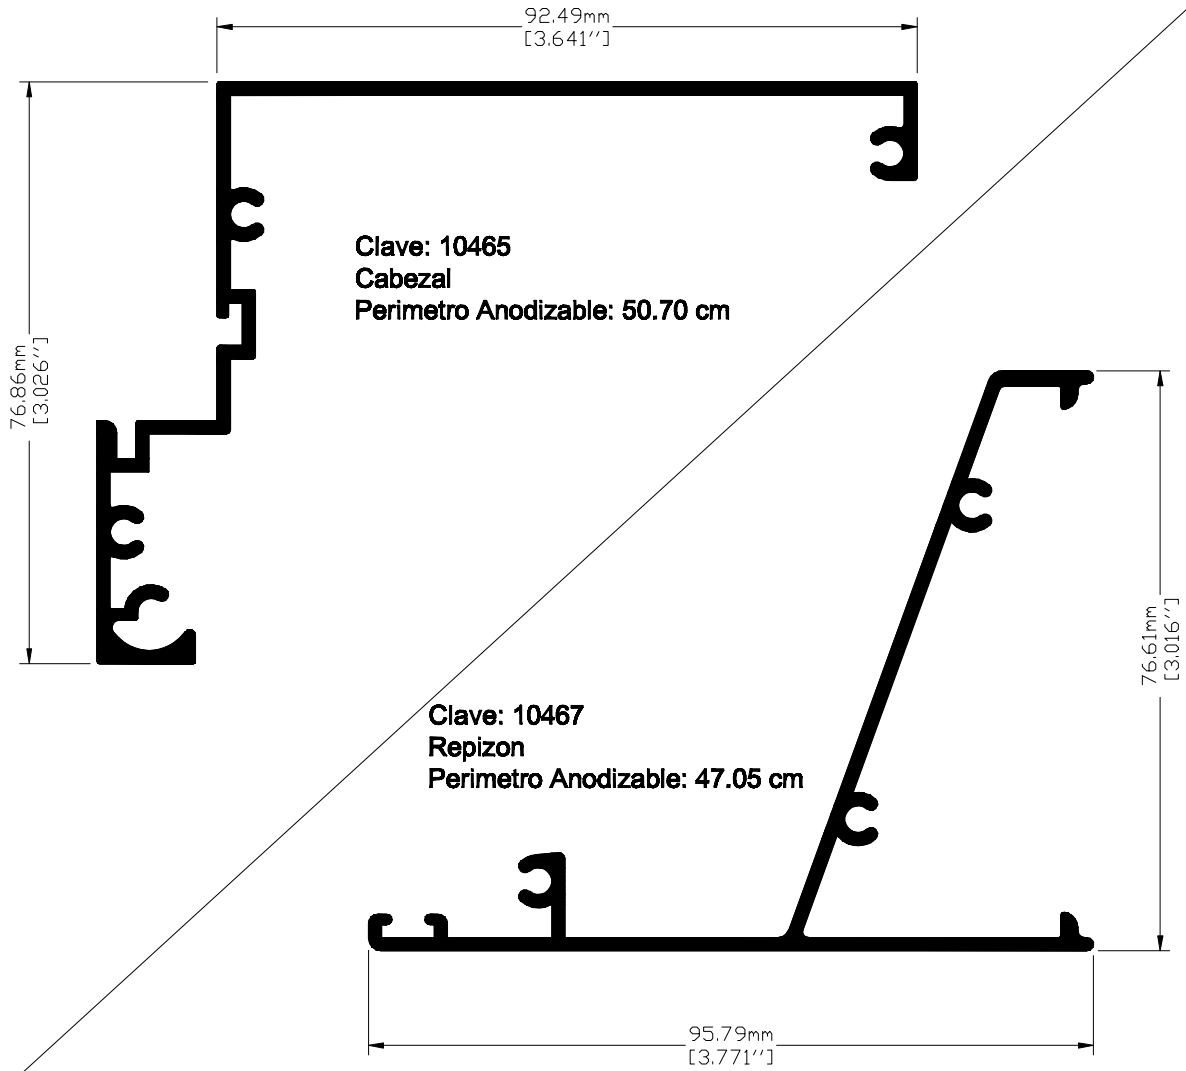 92.49mm
[3.641'']
Clave: 10465
Cabezal
Perimetro Anodizable: 50.70 cm
76.86mm
[3.026'']
76.61mm
[3.016'']
Clave: 10467
Repizon
Perimetro Anodizable: 47.05 cm
95.79mm
[3.771'']